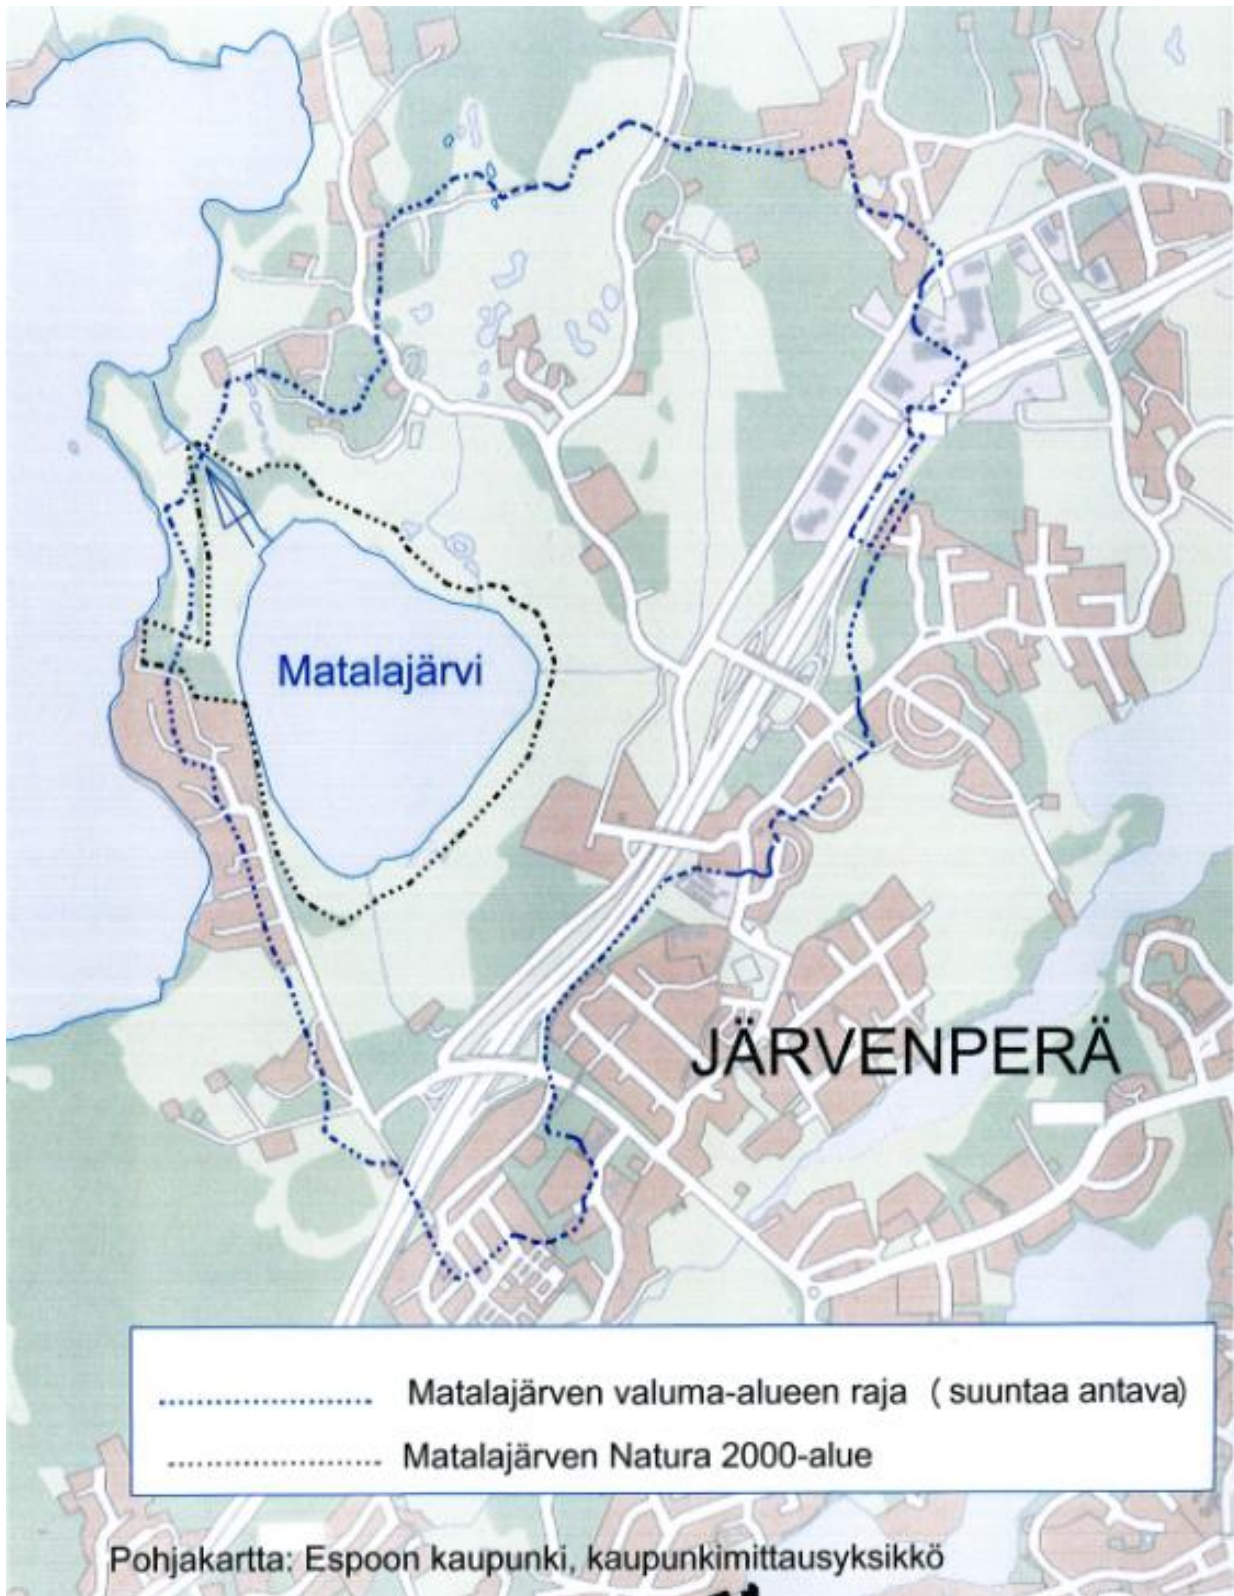 Matalajärvi
JÄRVENPERÄ
Matalajärven valuma-alueen raja ( suuntaa antava)
Matalajärven Natura 2000-alue
Pohjakartta: Espoon kaupunki, kaupunkimittausyksikkö